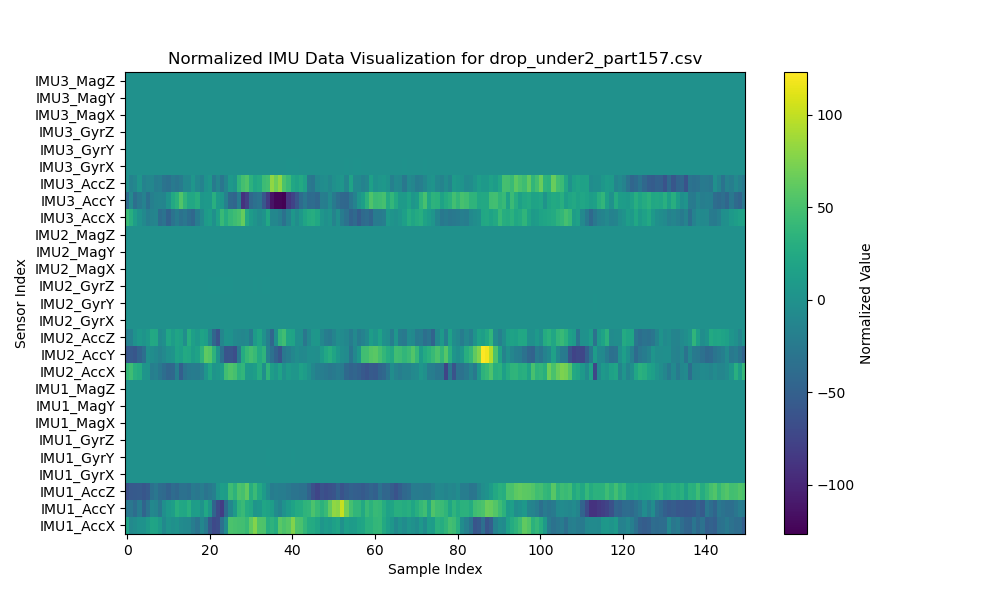 Normalized IMU Data Visualization for drop_under2_part157.csv
IMU3_MagZ
IMU3_MagY
IMU3_MagX
IMU3_GyrZ
IMU3_GyrY
IMU3_GyrX
IMU3_AccZ
IMU3_AccY
IMU3_AccX
IMU2_MagZ
IMU2_MagY
IMU2_MagX
IMU2_GyrZ
IMU2_GyrY
IMU2_GyrX
IMU2_AccZ
IMU2_AccY
IMU2_AccX
IMU1_MagZ
IMU1_MagY
IMU1_MagX
IMU1_GyrZ
IMU1_GyrY
IMU1_GyrX
IMU1_AccZ
IMU1_AccY
IMU1_AccX
Sensor Index
0 20 40 60 80 100 120 140
Sample Index
100
50
0
−50
−100
Normalized Value